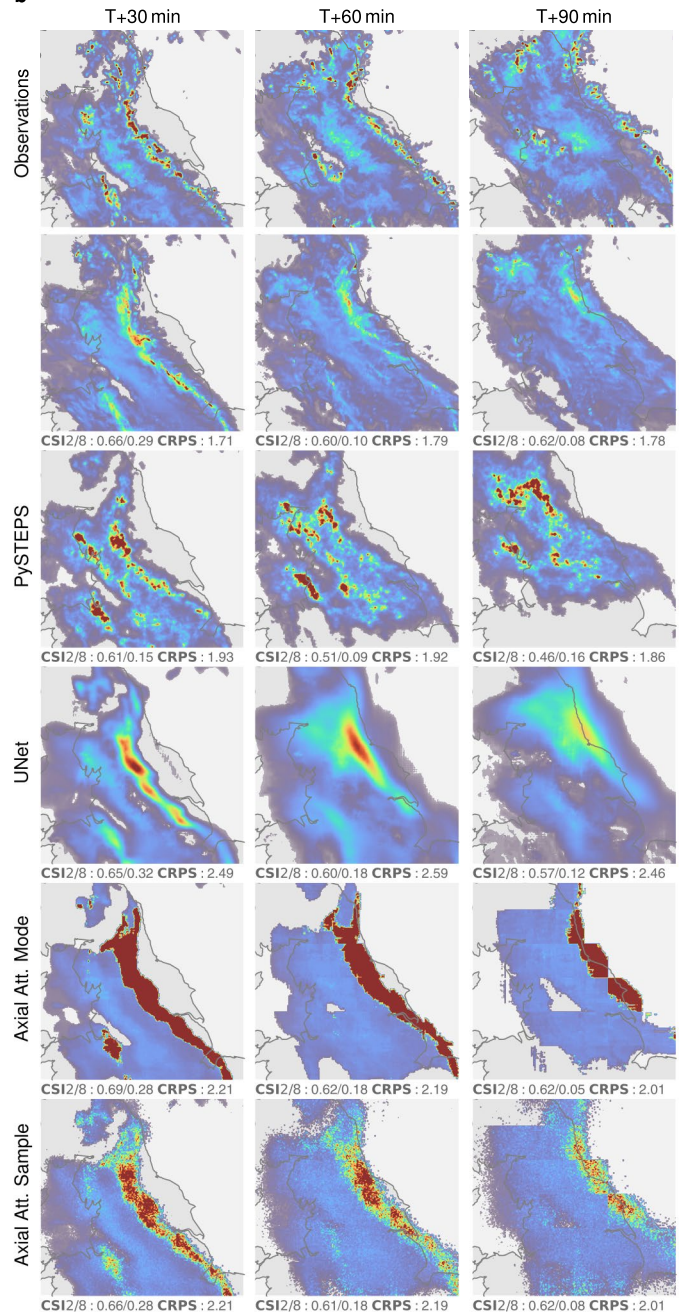 b
T+30 min T+60 min T+90 min
Observations
CSI2/8 : 0.66/0.29 CRPS : 1.71 CSI2/8 : 0.60/0.10 CRPS : 1.79 CSI2/8 : 0.62/0.08 CRPS : 1.78
PySTEPS
CSI2/8 : 0.61/0.15 CRPS : 1.93 CSI2/8 : 0.51/0.09 CRPS : 1.92 CSI2/8 : 0.46/0.16 CRPS : 1.86
UNet
CSI2/8 : 0.65/0.32 CRPS : 2.49 CSI2/8 : 0.60/0.18 CRPS : 2.59 CSI2/8 : 0.57/0.12 CRPS : 2.46
Axial Att. Mode
CSI2/8 : 0.69/0.28 CRPS : 2.21 CSI2/8 : 0.62/0.18 CRPS : 2.19 CSI2/8 : 0.62/0.05 CRPS : 2.01
Axial Att. Sample
CSI2/8 : 0.66/0.28 CRPS : 2.21 CSI2/8 : 0.61/0.18 CRPS : 2.19 CSI2/8 : 0.62/0.08 CRPS : 2.01